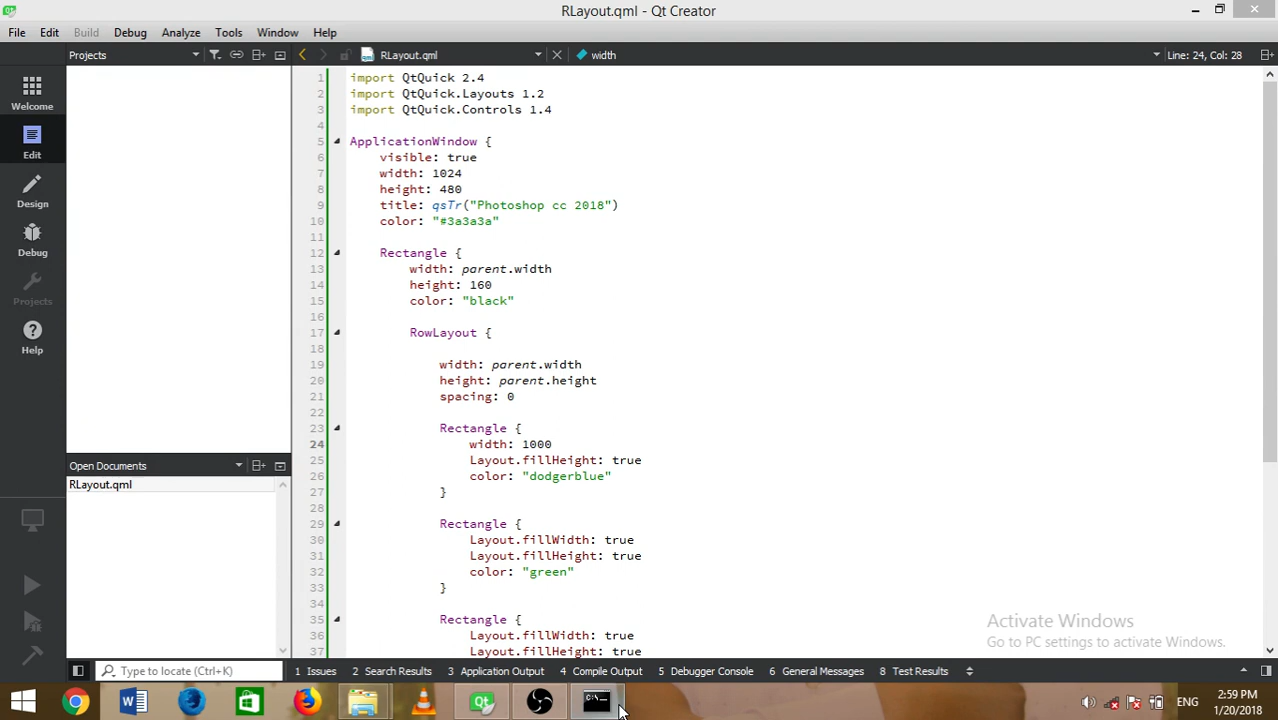 RLayout.qml - Qt Creator
File Edit Build Debug Analyze Tools Window Help
Projects RLayout.qml width Line: 24, Col: 28
Welcome
Edit
Design
Debug
Projects
Help
1 import QtQuick 2.4
2 import QtQuick.Layouts 1.2
3 import QtQuick.Controls 1.4
4
5 ApplicationWindow {
6 visible: true
7 width: 1024
8 height: 480
9 title: qsTr("Photoshop cc 2018")
10 color: "#3a3a3a"
11
12 Rectangle {
13 width: parent.width
14 height: 160
15 color: "black"
16
17 RowLayout {
18
19 width: parent.width
20 height: parent.height
21 spacing: 0
22
23 Rectangle {
24 width: 1000
25 Layout.fillHeight: true
26 color: "dodgerblue"
27 }
28
29 Rectangle {
30 Layout.fillWidth: true
31 Layout.fillHeight: true
32 color: "green"
33 }
34
35 Rectangle {
36 Layout.fillWidth: true
37 Layout.fillHeight: true
Open Documents
RLayout.qml
Activate Windows
Go to PC settings to activate Windows.
Type to locate (Ctrl+K) 1 Issues 2 Search Results 3 Application Output 4 Compile Output 5 Debugger Console 6 General Messages 8 Test Results
C:\
ENG
2:59 PM
1/20/2018